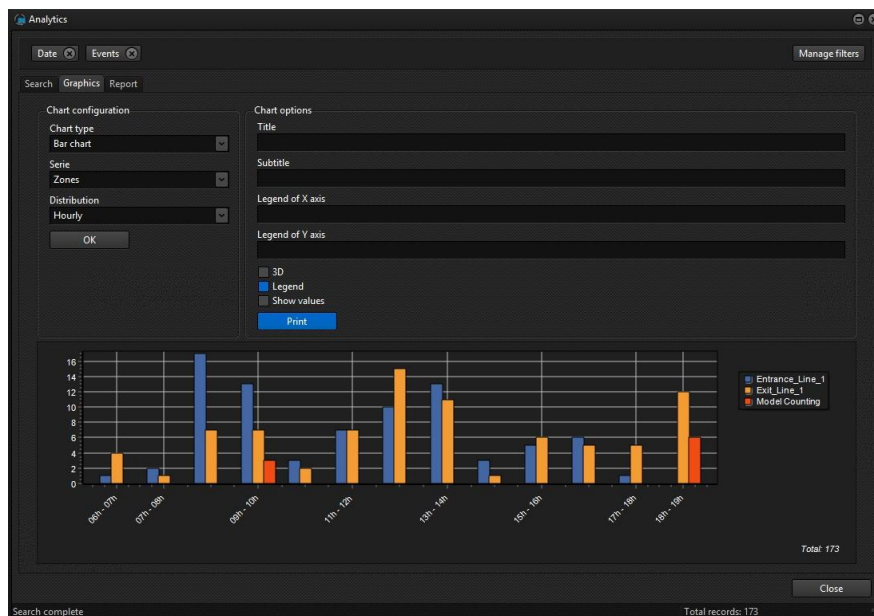 Analytics
Date
Events
Manage filters
Search Graphics Report
Chart configuration
Chart type
Bar chart
Serie
Zones
Distribution
Hourly
OK
Chart options
Title
Subtitle
Legend of X axis
Legend of Y axis
3D
Legend
Show values
Print
16
14
12
10
8
6
4
2
0
06h - 07h
07h - 08h
09h - 10h
11h - 12h
13h - 14h
15h - 16h
17h - 18h
18h - 19h
Entrance_Line_1
Exit_Line_1
Model Counting
Total: 173
Close
Search complete
Total records: 173